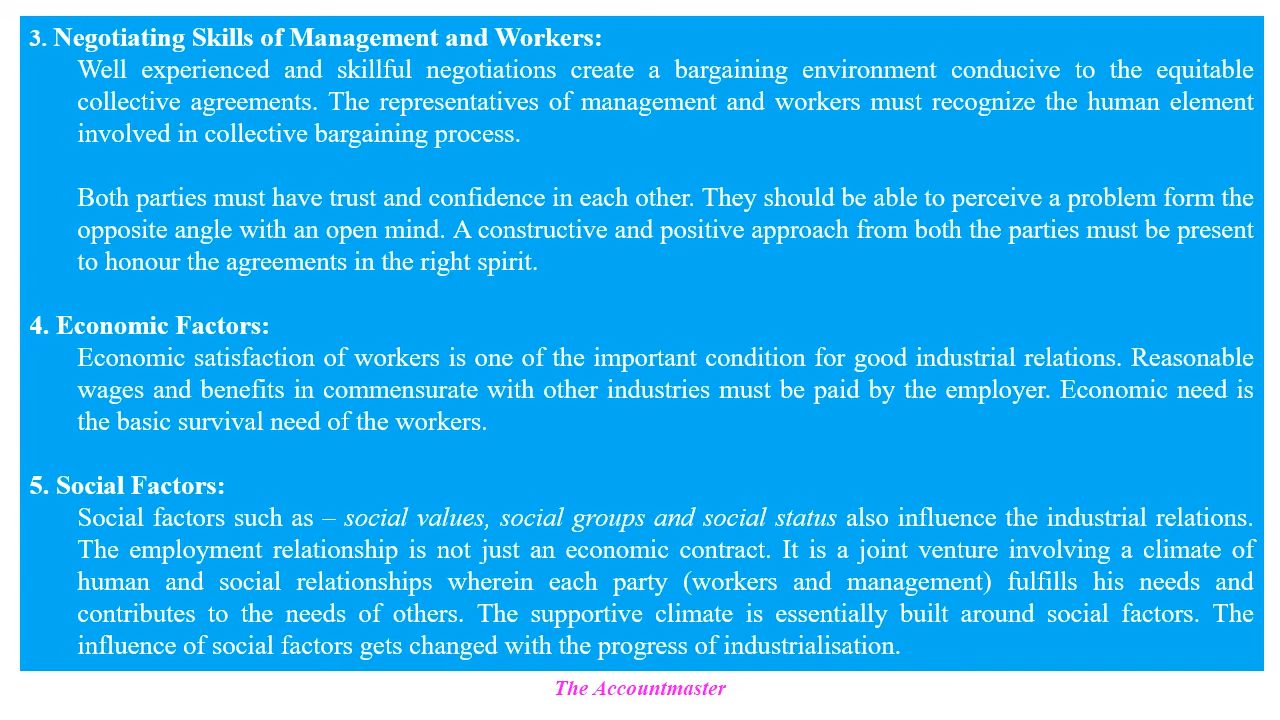 3. Negotiating Skills of Management and Workers:
Well experienced and skillful negotiations create a bargaining environment conducive to the equitable
collective agreements. The representatives of management and workers must recognize the human element
involved in collective bargaining process.
Both parties must have trust and confidence in each other. They should be able to perceive a problem form the
opposite angle with an open mind. A constructive and positive approach from both the parties must be present
to honour the agreements in the right spirit.
4. Economic Factors:
Economic satisfaction of workers is one of the important condition for good industrial relations. Reasonable
wages and benefits in commensurate with other industries must be paid by the employer. Economic need is
the basic survival need of the workers.
5. Social Factors:
Social factors such as – social values, social groups and social status also influence the industrial relations.
The employment relationship is not just an economic contract. It is a joint venture involving a climate of
human and social relationships wherein each party (workers and management) fulfills his needs and
contributes to the needs of others. The supportive climate is essentially built around social factors. The
influence of social factors gets changed with the progress of industrialisation.
The Accountmaster